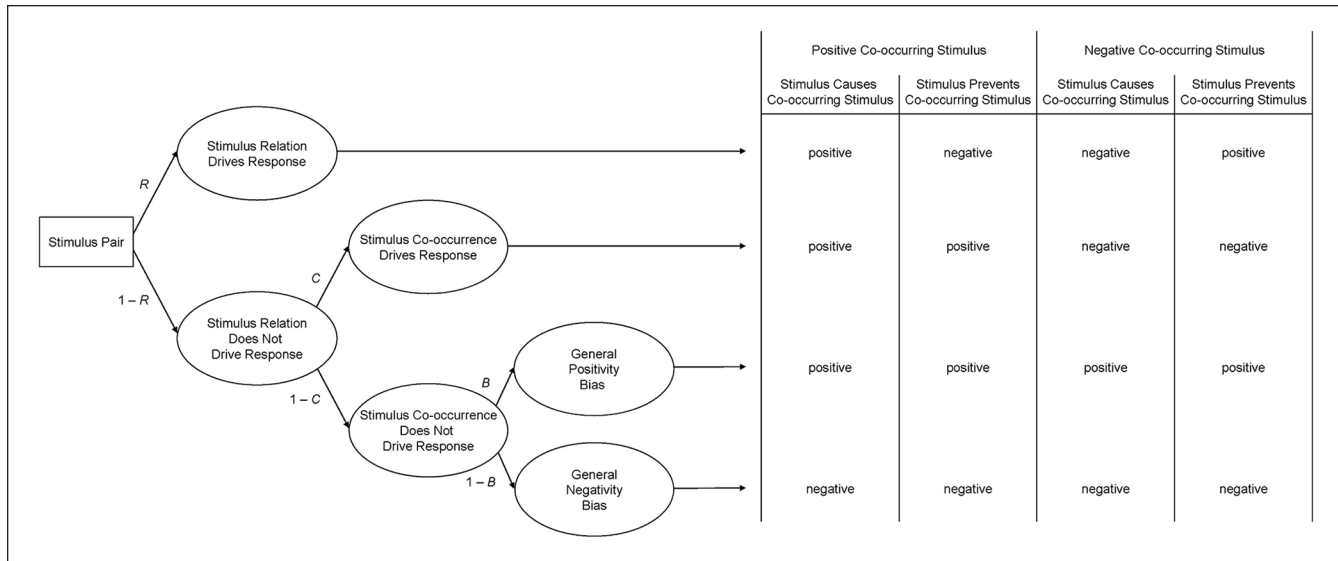 Positive Co-occurring Stimulus
Negative Co-occurring Stimulus
Stimulus Causes
Co-occurring Stimulus
Stimulus Prevents
Co-occurring Stimulus
Stimulus Causes
Co-occurring Stimulus
Stimulus Prevents
Co-occurring Stimulus
Stimulus Pair
R
1 – R
Stimulus Relation
Drives Response
positive
negative
negative
positive
Stimulus Relation
Does Not
Drive Response
C
1 – C
Stimulus Co-occurrence
Drives Response
positive
positive
negative
negative
Stimulus Co-occurrence
Does Not
Drive Response
B
1 – B
General
Positivity
Bias
positive
positive
positive
positive
General
Negativity
Bias
negative
negative
negative
negative